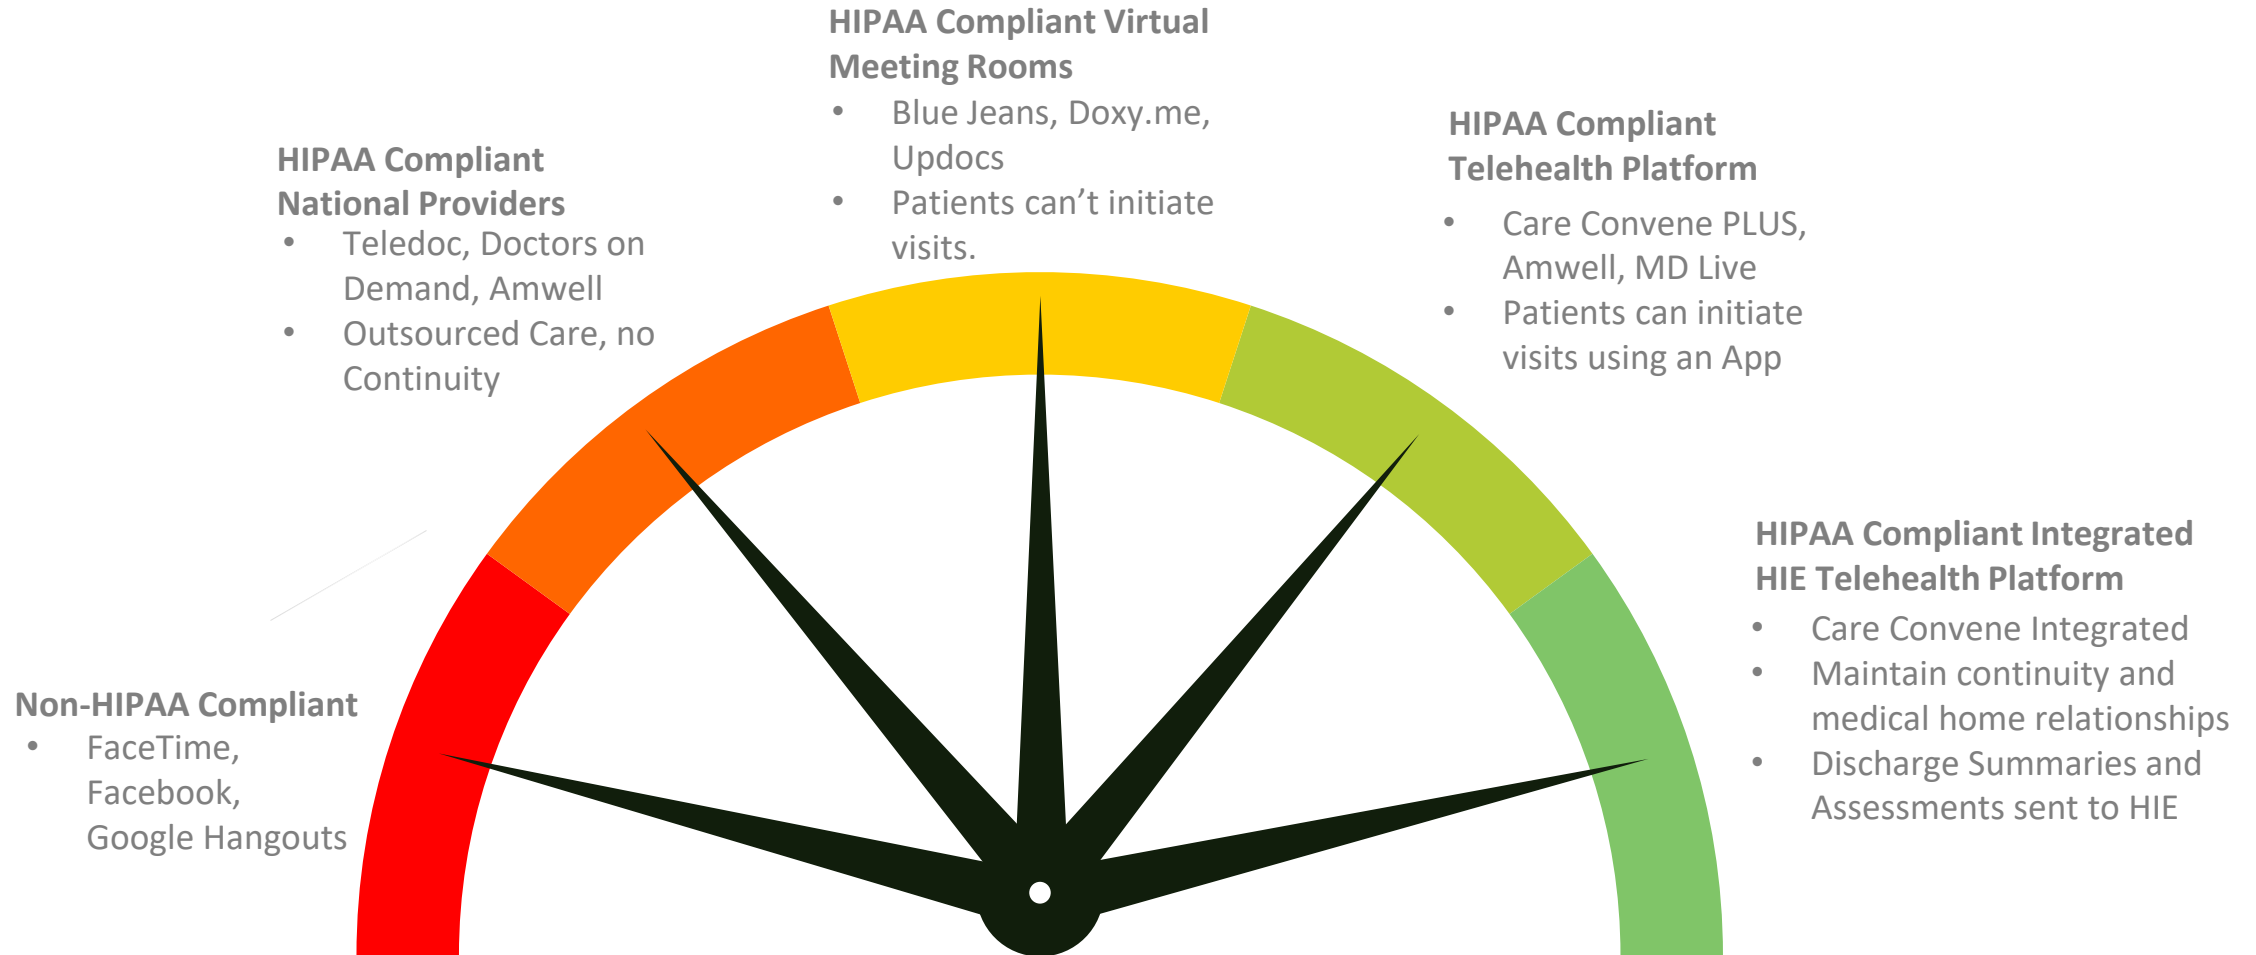 Non-HIPAA Compliant
• FaceTime,
Facebook,
Google Hangouts
HIPAA Compliant
National Providers
• Teledoc, Doctors on
Demand, Amwell
• Outsourced Care, no
Continuity
HIPAA Compliant Virtual
Meeting Rooms
• Blue Jeans, Doxy.me,
Updocs
• Patients can’t initiate
visits.
HIPAA Compliant
Telehealth Platform
• Care Convene PLUS,
Amwell, MD Live
• Patients can initiate
visits using an App
HIPAA Compliant Integrated
HIE Telehealth Platform
• Care Convene Integrated
• Maintain continuity and
medical home relationships
• Discharge Summaries and
Assessments sent to HIE